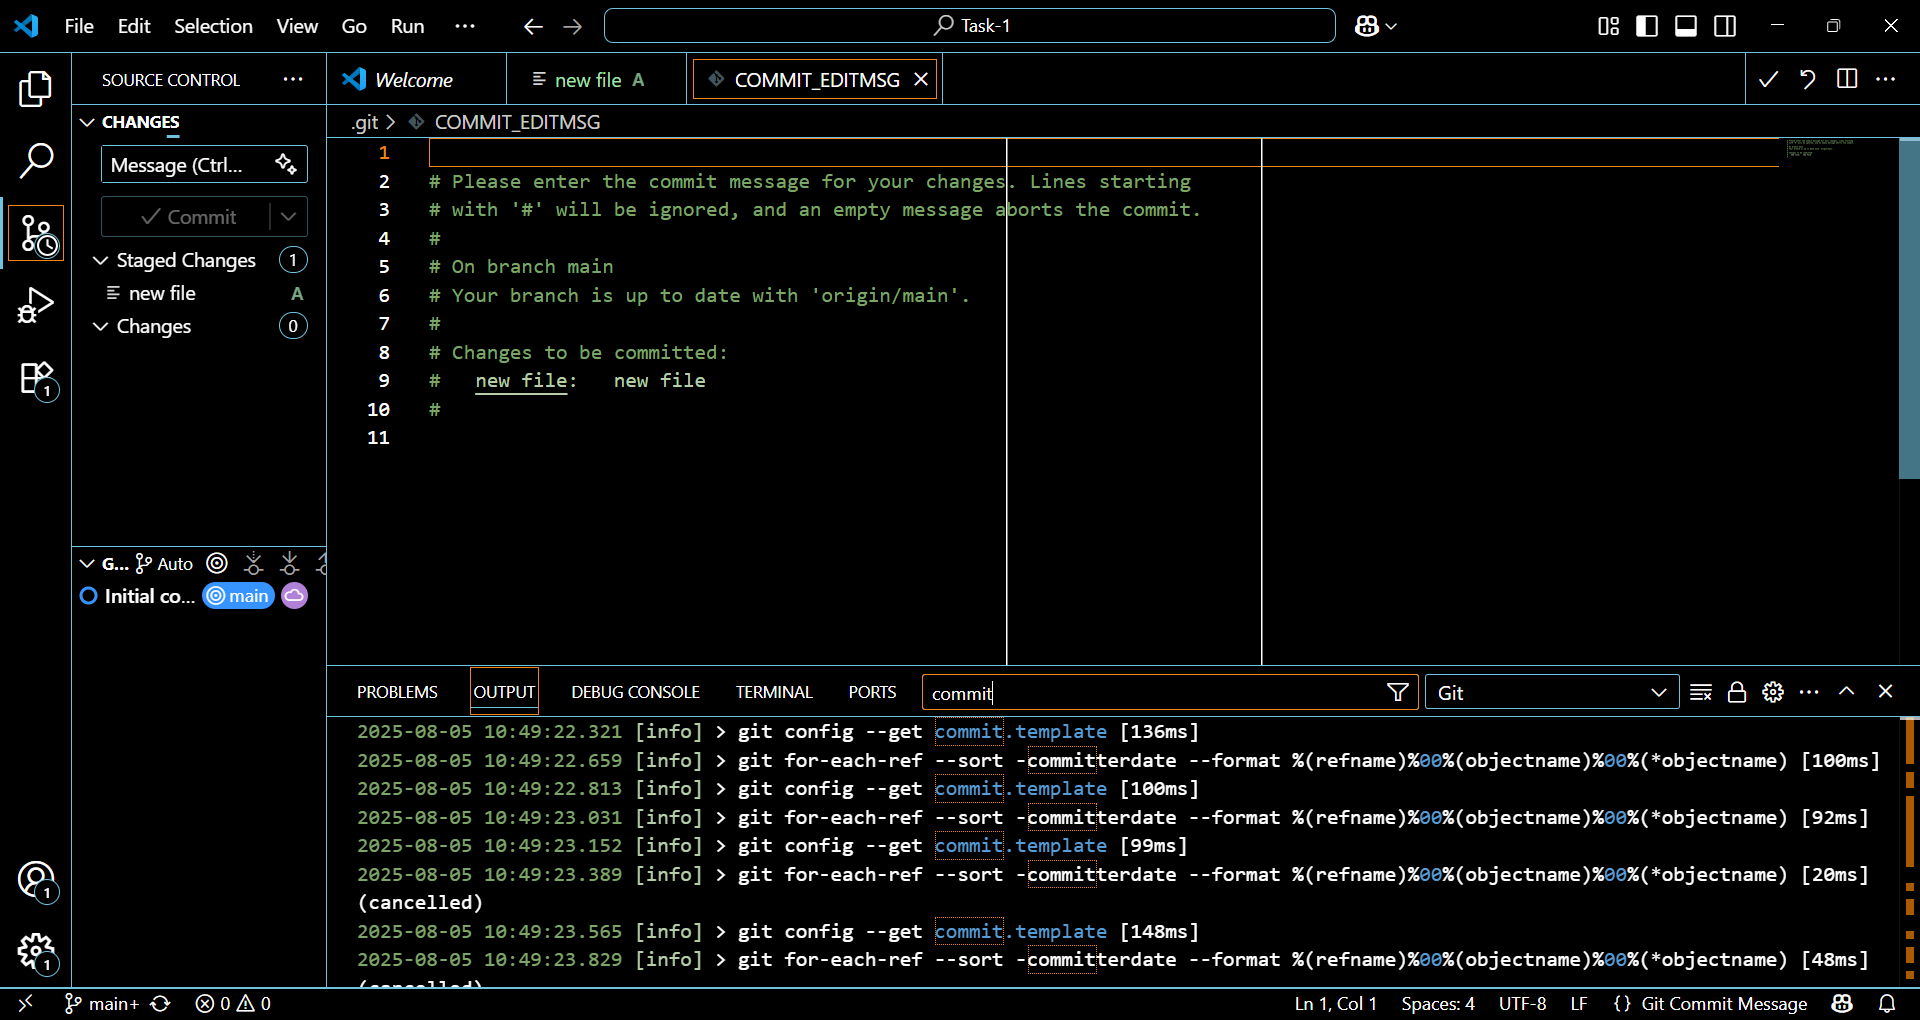 File Edit Selection View Go Run ··· Task-1
SOURCE CONTROL ···
Welcome
new file A
COMMIT_EDITMSG
CHANGES
Message (Ctrl...
Commit
Staged Changes 1
new file A
Changes 0
G... Auto
Initial co... main
.git > COMMIT_EDITMSG
1
2 # Please enter the commit message for your changes. Lines starting
3 # with '#' will be ignored, and an empty message aborts the commit.
4 #
5 # On branch main
6 # Your branch is up to date with 'origin/main'.
7 #
8 # Changes to be committed:
9 # new file: new file
10 #
11
PROBLEMS OUTPUT DEBUG CONSOLE TERMINAL PORTS commit Git
2025-08-05 10:49:22.321 [info] > git config --get commit.template [136ms]
2025-08-05 10:49:22.659 [info] > git for-each-ref --sort -committerdate --format %(refname)%00%(objectname)%00%(*objectname) [100ms]
2025-08-05 10:49:22.813 [info] > git config --get commit.template [100ms]
2025-08-05 10:49:23.031 [info] > git for-each-ref --sort -committerdate --format %(refname)%00%(objectname)%00%(*objectname) [92ms]
2025-08-05 10:49:23.152 [info] > git config --get commit.template [99ms]
2025-08-05 10:49:23.389 [info] > git for-each-ref --sort -committerdate --format %(refname)%00%(objectname)%00%(*objectname) [20ms]
(cancelled)
2025-08-05 10:49:23.565 [info] > git config --get commit.template [148ms]
2025-08-05 10:49:23.829 [info] > git for-each-ref --sort -committerdate --format %(refname)%00%(objectname)%00%(*objectname) [48ms]
(cancelled)
1
1
1
main+ 0 0 Ln 1, Col 1 Spaces: 4 UTF-8 LF {} Git Commit Message